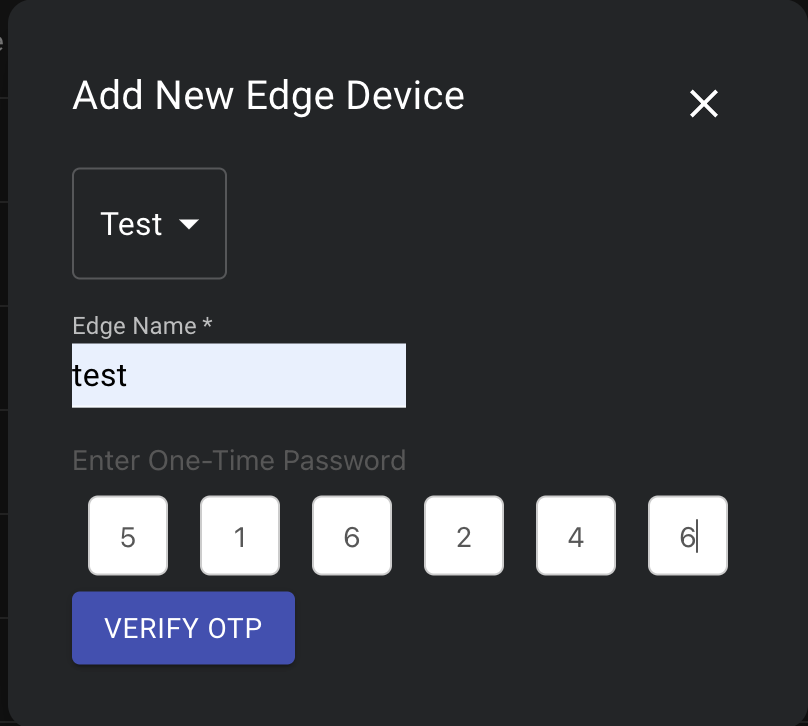 Add New Edge Device
Test
Edge Name *
test
Enter One-Time Password
5 1 6 2 4 6
VERIFY OTP